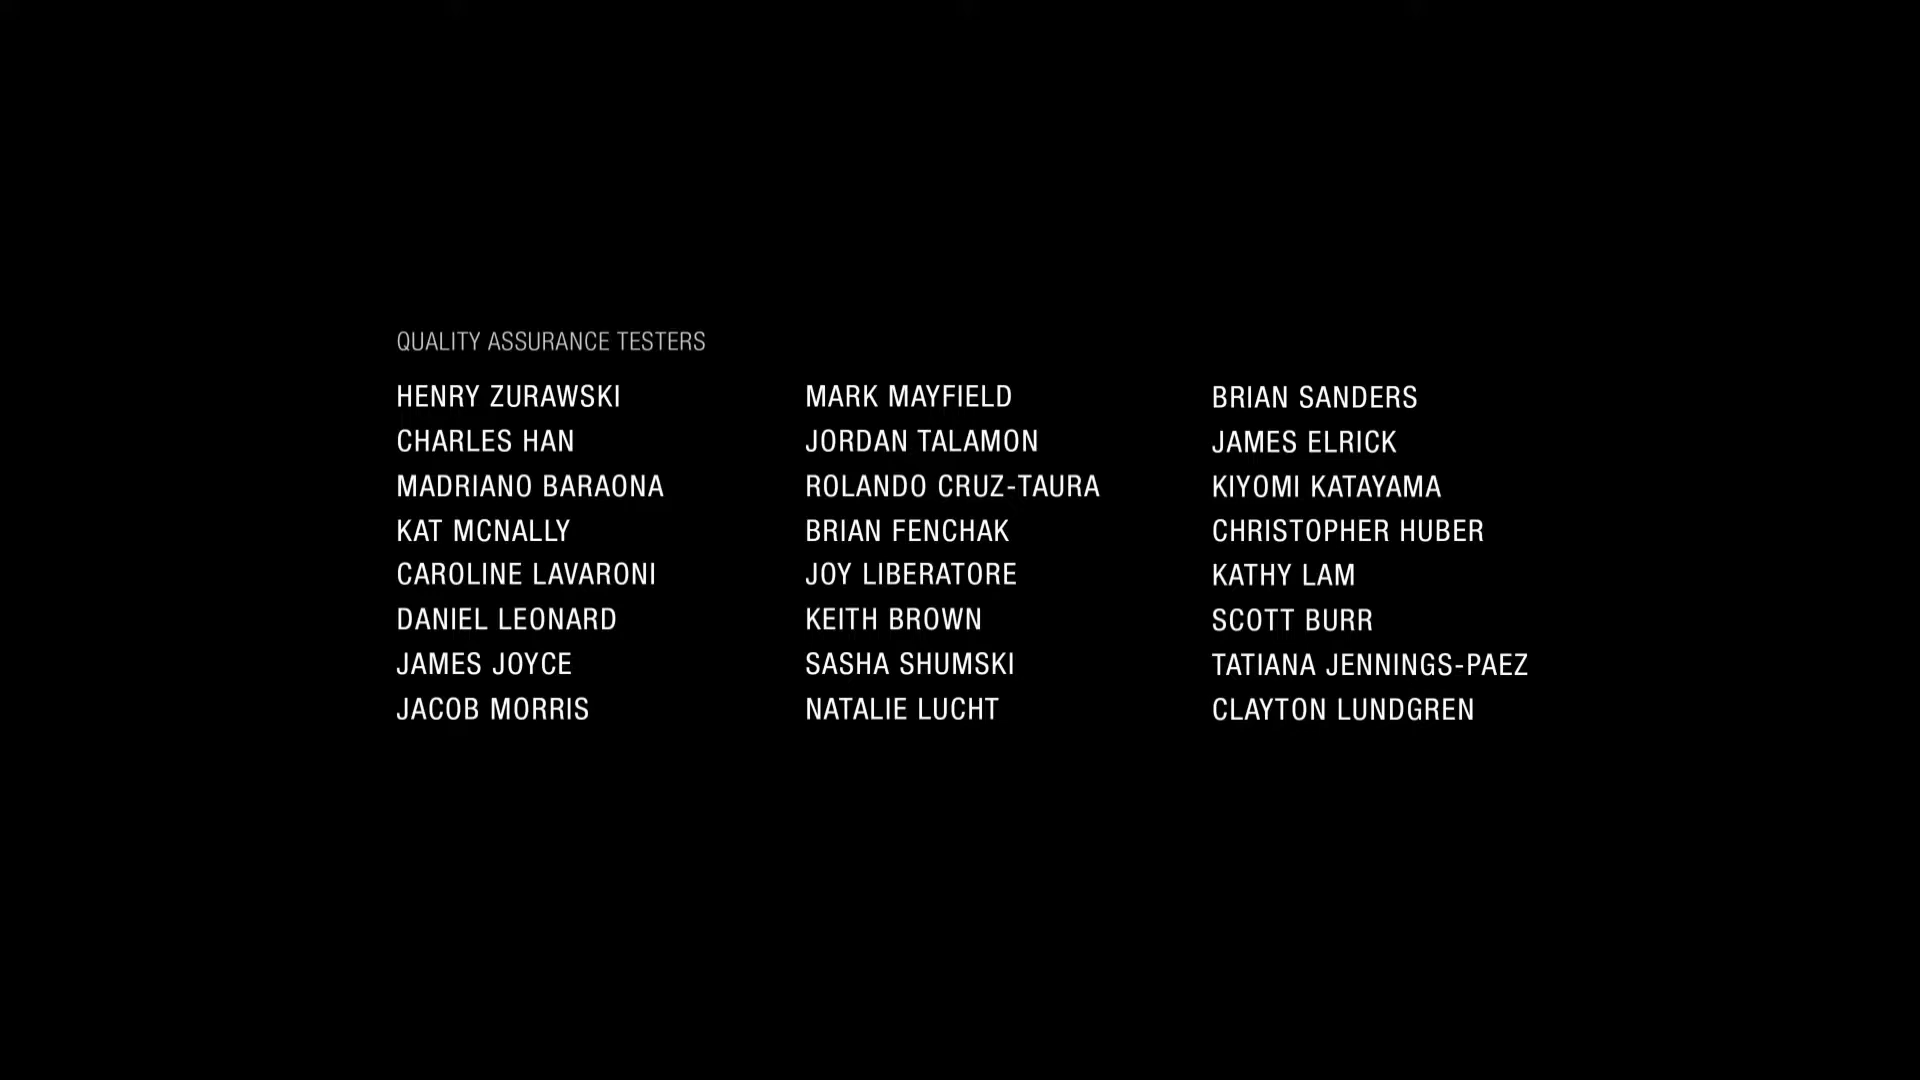 QUALITY ASSURANCE TESTERS
HENRY ZURAWSKI
CHARLES HAN
MADRIANO BARAONA
KAT MCNALLY
CAROLINE LAVARONI
DANIEL LEONARD
JAMES JOYCE
JACOB MORRIS
MARK MAYFIELD
JORDAN TALAMON
ROLANDO CRUZ-TAURA
BRIAN FENCHAK
JOY LIBERATORE
KEITH BROWN
SASHA SHUMSKI
NATALIE LUCHT
BRIAN SANDERS
JAMES ELRICK
KIYOMI KATAYAMA
CHRISTOPHER HUBER
KATHY LAM
SCOTT BURR
TATIANA JENNINGS-PAEZ
CLAYTON LUNDGREN